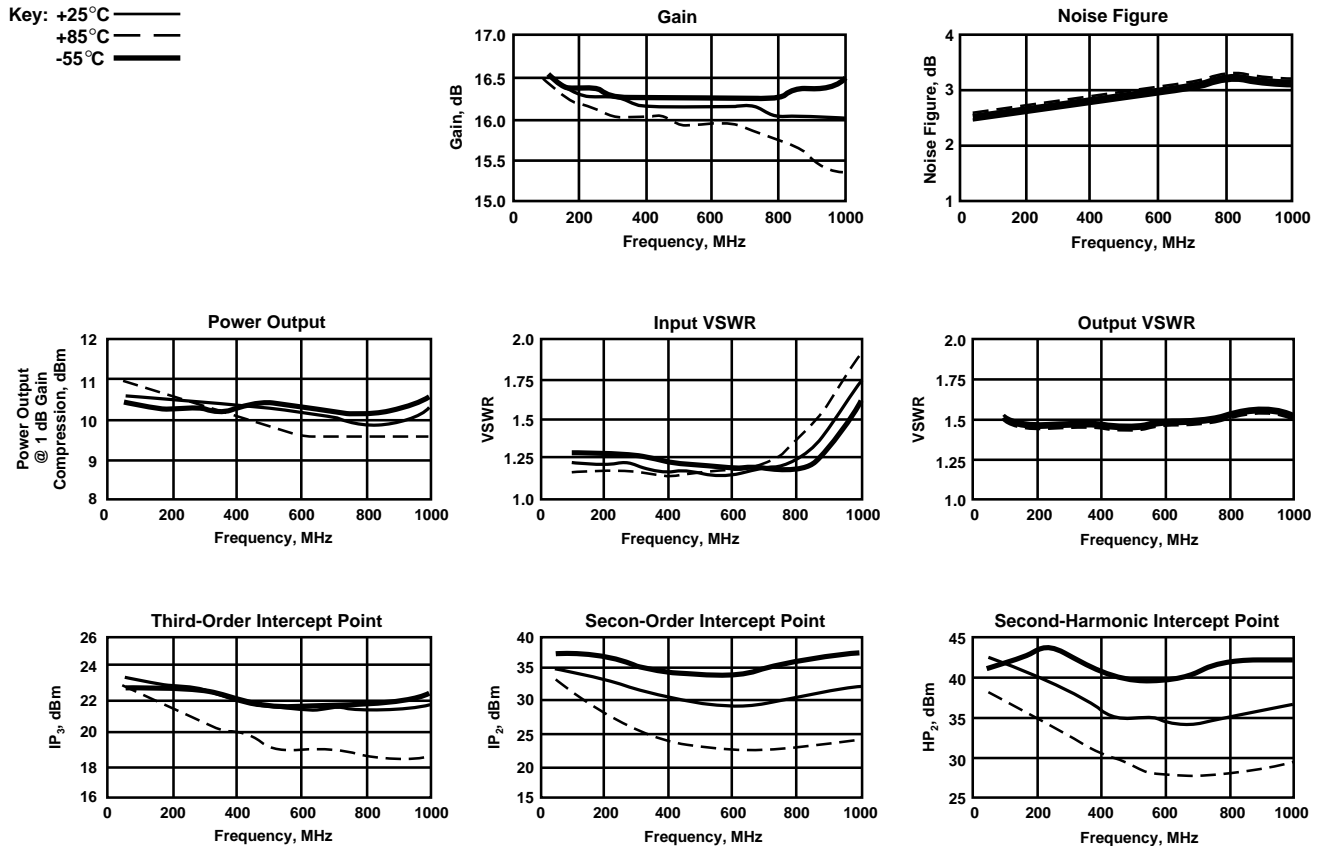 Key: +25°C
+85°C
-55°C
Gain
Gain, dB
17.0
16.5
16.0
15.5
15.0
0 200 400 600 800 1000
Frequency, MHz
Noise Figure
Noise Figure, dB
4
3
2
1
0 200 400 600 800 1000
Frequency, MHz
Power Output
Power Output
@ 1 dB Gain
Compression, dBm
12
11
10
9
8
0 200 400 600 800 1000
Frequency, MHz
Input VSWR
VSWR
2.0
1.75
1.5
1.25
1.0
0 200 400 600 800 1000
Frequency, MHz
Output VSWR
VSWR
2.0
1.75
1.5
1.25
1.0
0 200 400 600 800 1000
Frequency, MHz
Third-Order Intercept Point
IP3, dBm
26
24
22
20
18
16
0 200 400 600 800 1000
Frequency, MHz
Secon-Order Intercept Point
IP2, dBm
40
35
30
25
20
15
0 200 400 600 800 1000
Frequency, MHz
Second-Harmonic Intercept Point
HP2, dBm
45
40
35
30
25
0 200 400 600 800 1000
Frequency, MHz